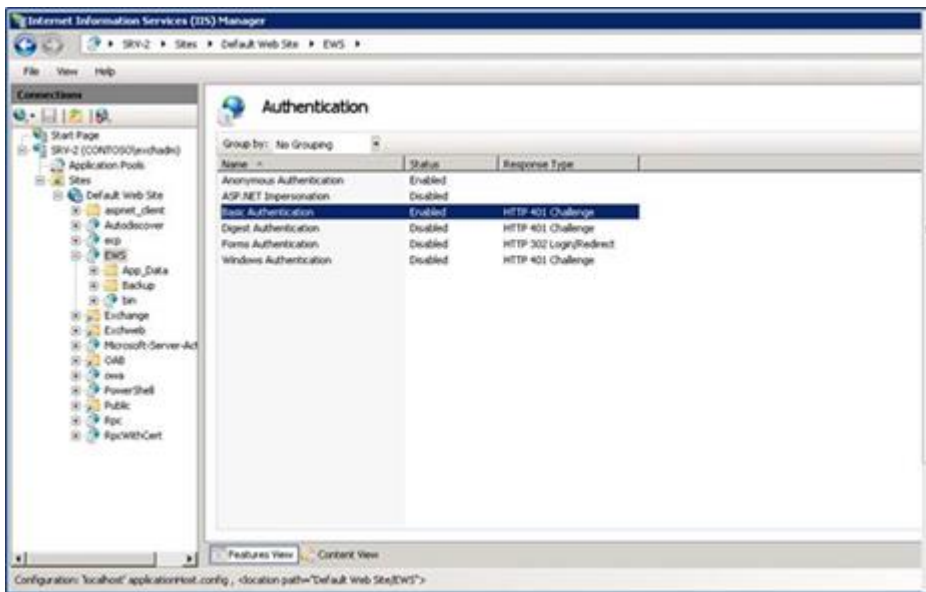 Internet Information Services (IIS) Manager
SRV-2 Sites Default Web Site EWS
File View Help
Connections
Start Page
SRV-2 (CONTOSO\exchadm)
Application Pools
Sites
Default Web Site
aspnet_client
Autodiscover
ecp
EWS
App_Data
Backup
bin
Exchange
Exchweb
Microsoft-Server-Act
OAB
owa
PowerShell
Public
Rpc
RpcWithCert
Authentication
Group by: No Grouping
Name Status Response Type
Anonymous Authentication Enabled
ASP.NET Impersonation Disabled
Basic Authentication Enabled HTTP 401 Challenge
Digest Authentication Disabled HTTP 401 Challenge
Forms Authentication Disabled HTTP 302 Login/Redirect
Windows Authentication Disabled HTTP 401 Challenge
Features View Content View
Configuration: 'localhost' applicationHost.config , <location path="Default Web Site/EWS">